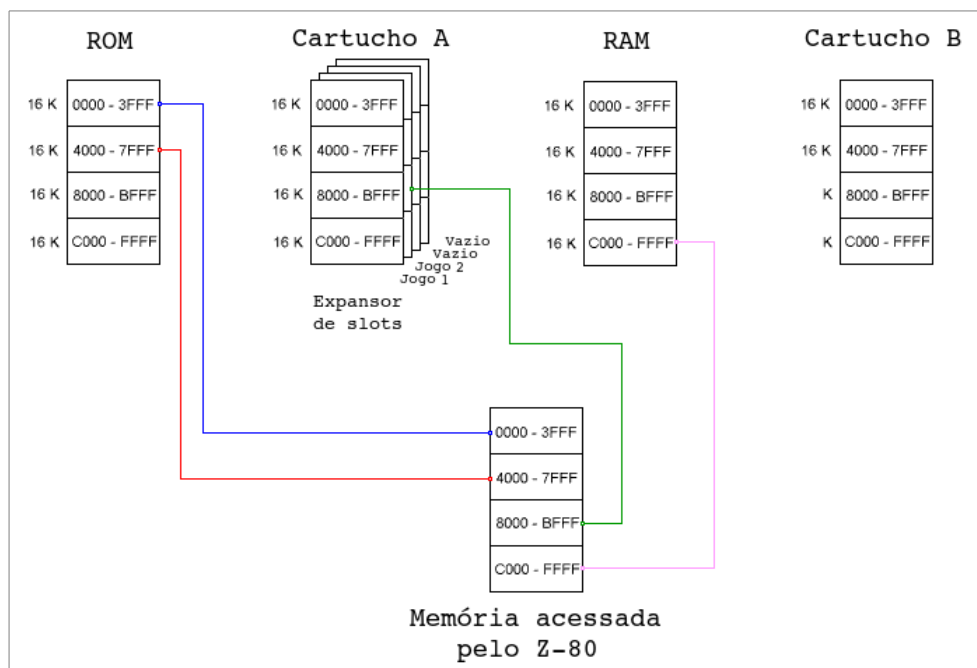 ROM
Cartucho A
RAM
Cartucho B
16 K 0000 - 3FFF
16 K 4000 - 7FFF
16 K 8000 - BFFF
16 K C000 - FFFF
16 K 0000 - 3FFF
16 K 4000 - 7FFF
16 K 8000 - BFFF
16 K C000 - FFFF
Vazio
Vazio
Jogo 2
Jogo 1
Expansor
de slots
16 K 0000 - 3FFF
16 K 4000 - 7FFF
16 K 8000 - BFFF
16 K C000 - FFFF
16 K 0000 - 3FFF
16 K 4000 - 7FFF
K 8000 - BFFF
K C000 - FFFF
0000 - 3FFF
4000 - 7FFF
8000 - BFFF
C000 - FFFF
Memória acessada
pelo Z-80